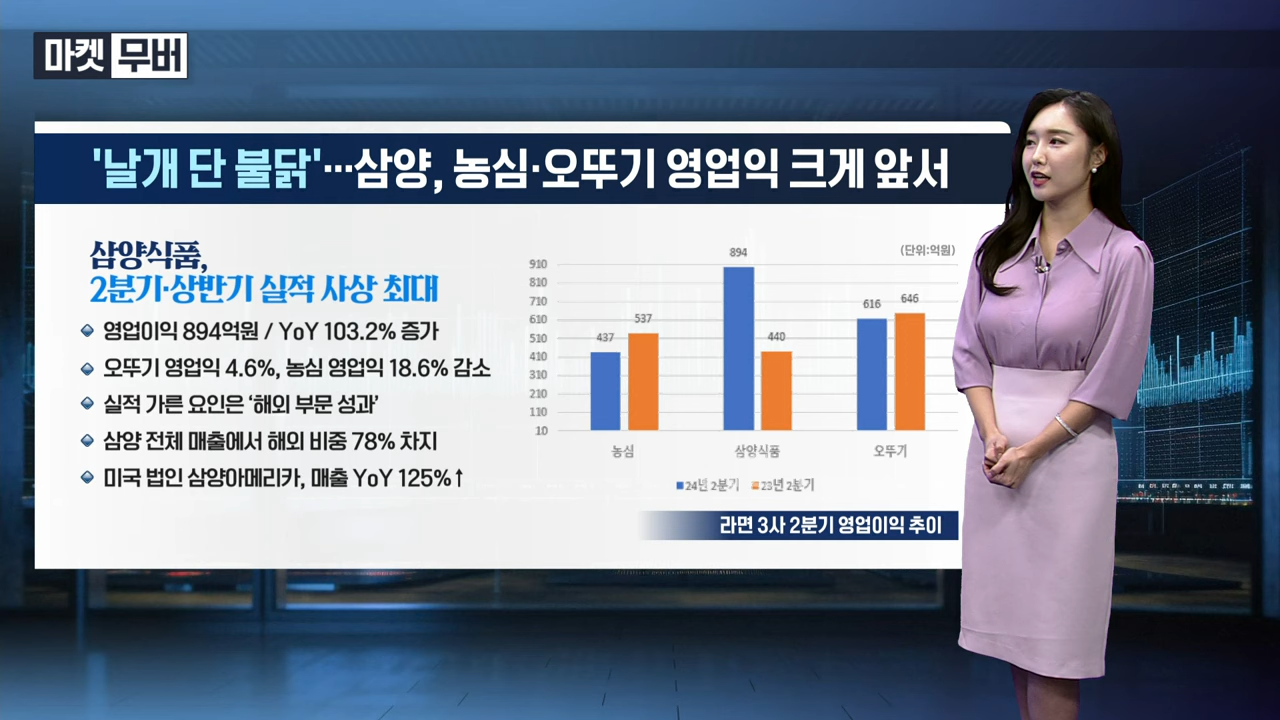 마켓 무버
'날개 단 불닭'…삼양, 농심·오뚜기 영업익 크게 앞서
삼양식품,
2분기·상반기 실적 사상 최대
영업이익 894억원 / YoY 103.2% 증가
오뚜기 영업익 4.6%, 농심 영업익 18.6% 감소
실적 가른 요인은 '해외 부문 성과'
삼양 전체 매출에서 해외 비중 78% 차지
미국 법인 삼양아메리카, 매출 YoY 125%↑
(단위:억원)
910
810
710
610
510
410
310
210
110
10
437
537
894
440
616
646
농심
삼양식품
오뚜기
24년 2분기
23년 2분기
라면 3사 2분기 영업이익 추이